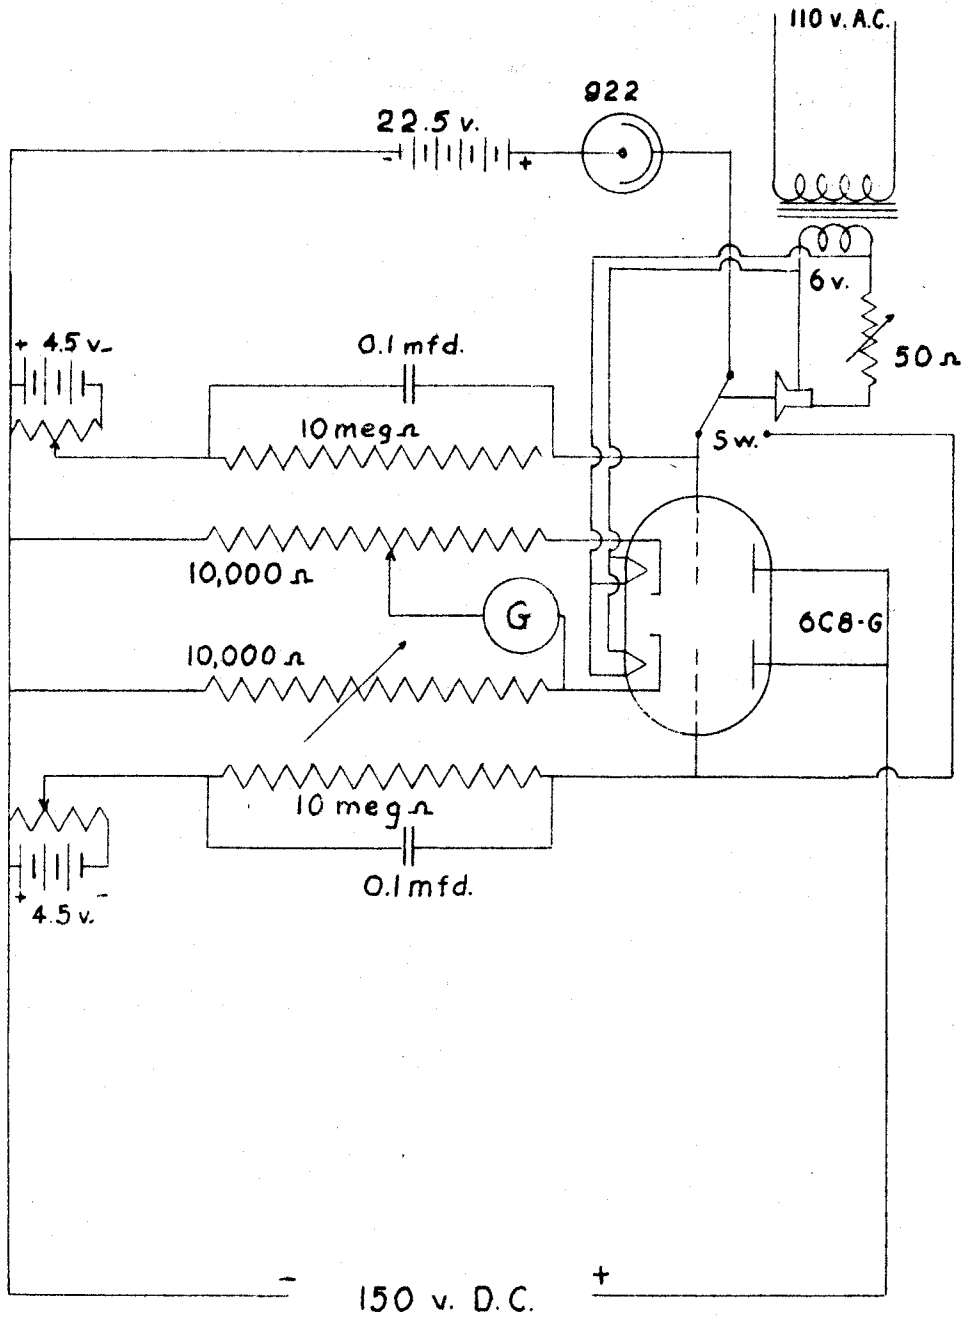 110 v. A.C.
922
22.5 v.
- +
6 v.
+ 4.5 v -
0.1 mfd.
50 Ω
10 meg Ω
Sw.
10,000 Ω
G
6C8-G
10,000 Ω
10 meg Ω
0.1 mfd.
+ -
4.5 v.
- +
150 v. D.C.